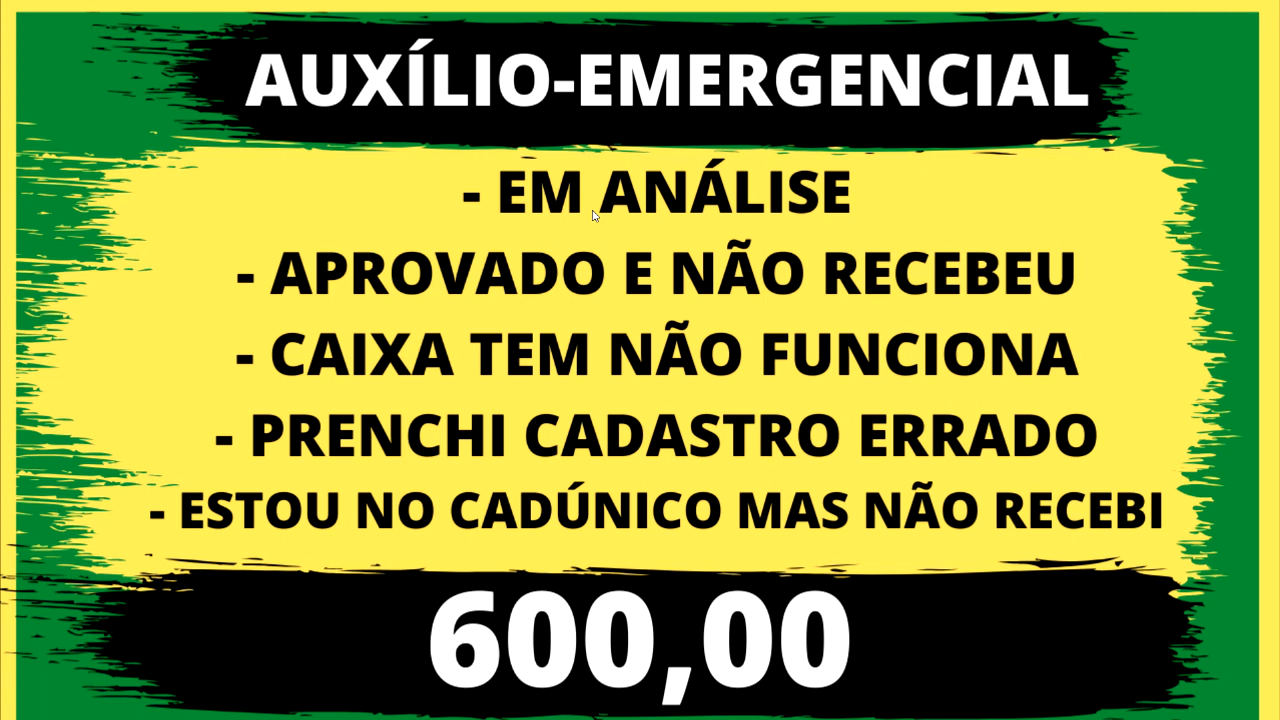 AUXÍLIO-EMERGENCIAL
- EM ANÁLISE
- APROVADO E NÃO RECEBEU
- CAIXA TEM NÃO FUNCIONA
- PRENCHI CADASTRO ERRADO
- ESTOU NO CADÚNICO MAS NÃO RECEBI
600,00